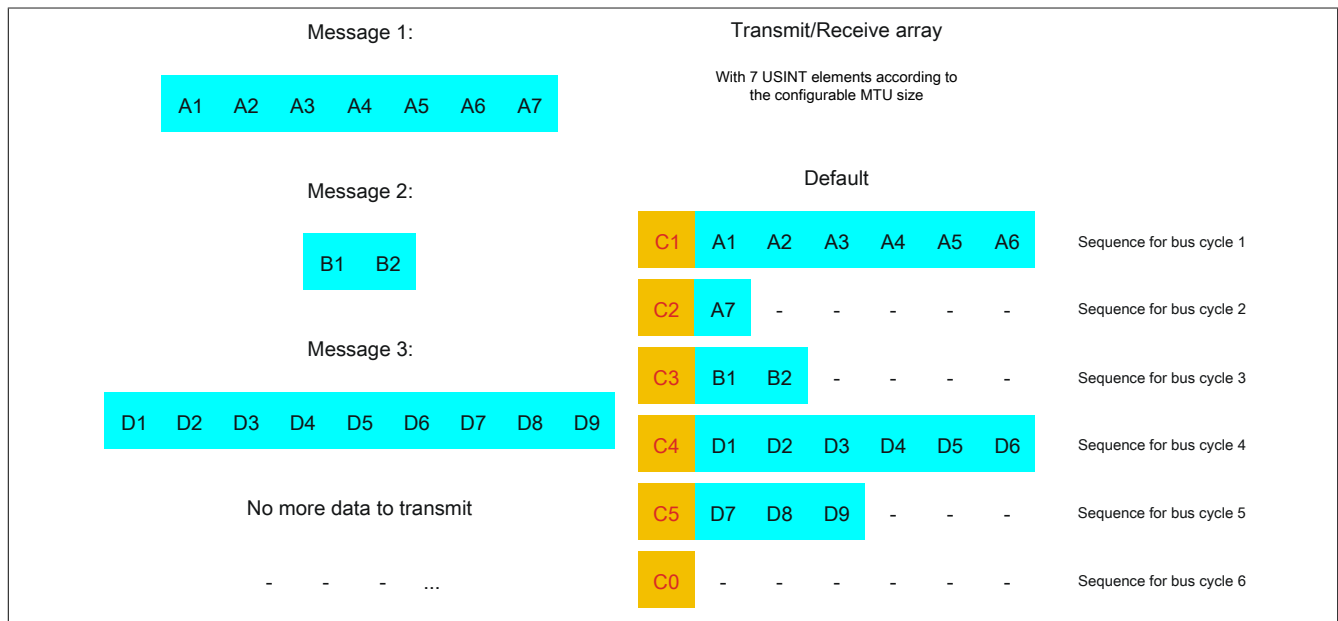 Message 1:
A1 A2 A3 A4 A5 A6 A7
Message 2:
B1 B2
Message 3:
D1 D2 D3 D4 D5 D6 D7 D8 D9
No more data to transmit
- - - ...
Transmit/Receive array
With 7 USINT elements according to
the configurable MTU size
Default
C1 A1 A2 A3 A4 A5 A6 Sequence for bus cycle 1
C2 A7 - - - - - Sequence for bus cycle 2
C3 B1 B2 - - - - Sequence for bus cycle 3
C4 D1 D2 D3 D4 D5 D6 Sequence for bus cycle 4
C5 D7 D8 D9 - - - Sequence for bus cycle 5
C0 - - - - - - Sequence for bus cycle 6